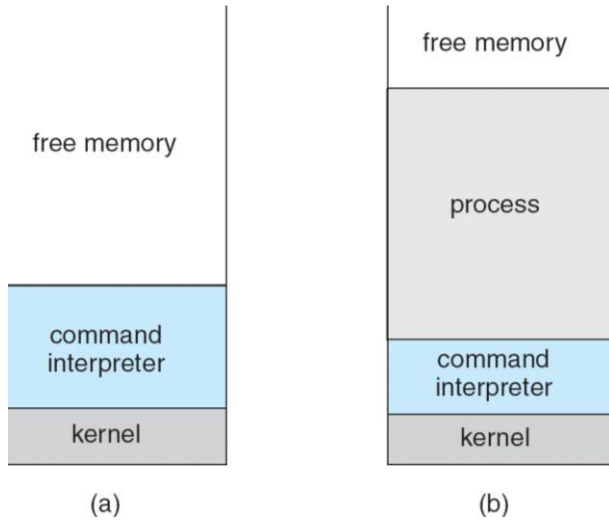 free memory
command
interpreter
kernel
(a)
free memory
process
command
interpreter
kernel
(b)